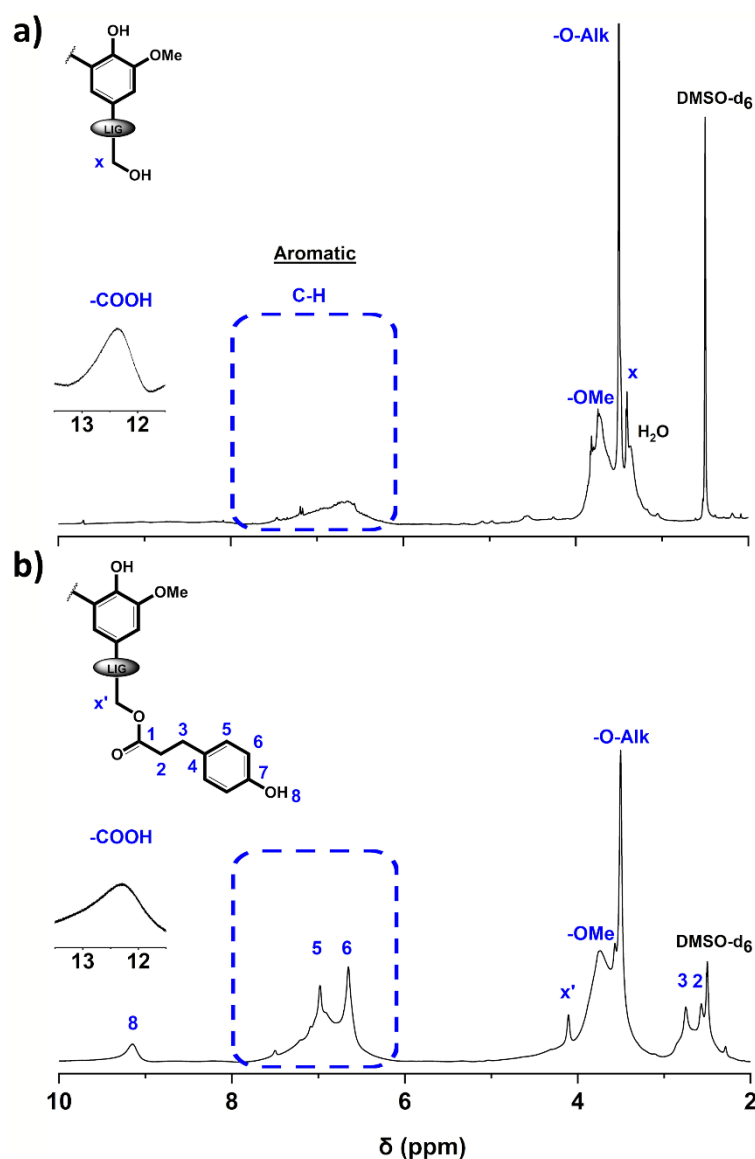 a)
OH
OMe
LIG
x
OH
-O-Alk
DMSO-d6
Aromatic
C-H
-COOH
13 12
-OMe
x
H2O
b)
OH
OMe
LIG
x'
O
O
1
2
3
4
5
6
7
OH
8
-COOH
13 12
-O-Alk
-OMe
DMSO-d6
x'
3 2
5 6
8
10 8 6 4 2
δ (ppm)